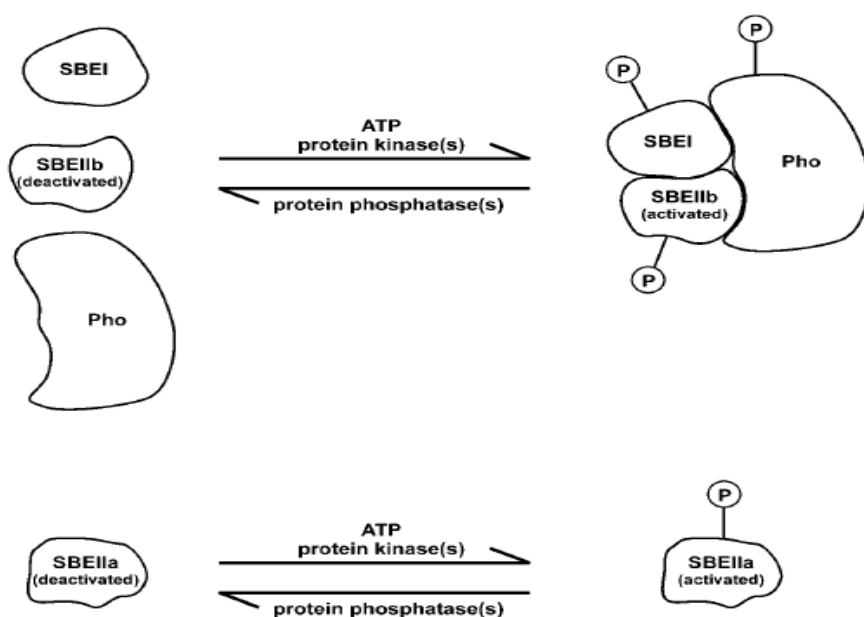 SBEI
SBEIIb
(deactivated)
Pho
ATP
protein kinase(s)
protein phosphatase(s)
P
P
SBEI
Pho
SBEIIb
(activated)
P
SBEIIa
(deactivated)
ATP
protein kinase(s)
protein phosphatase(s)
P
SBEIIa
(activated)